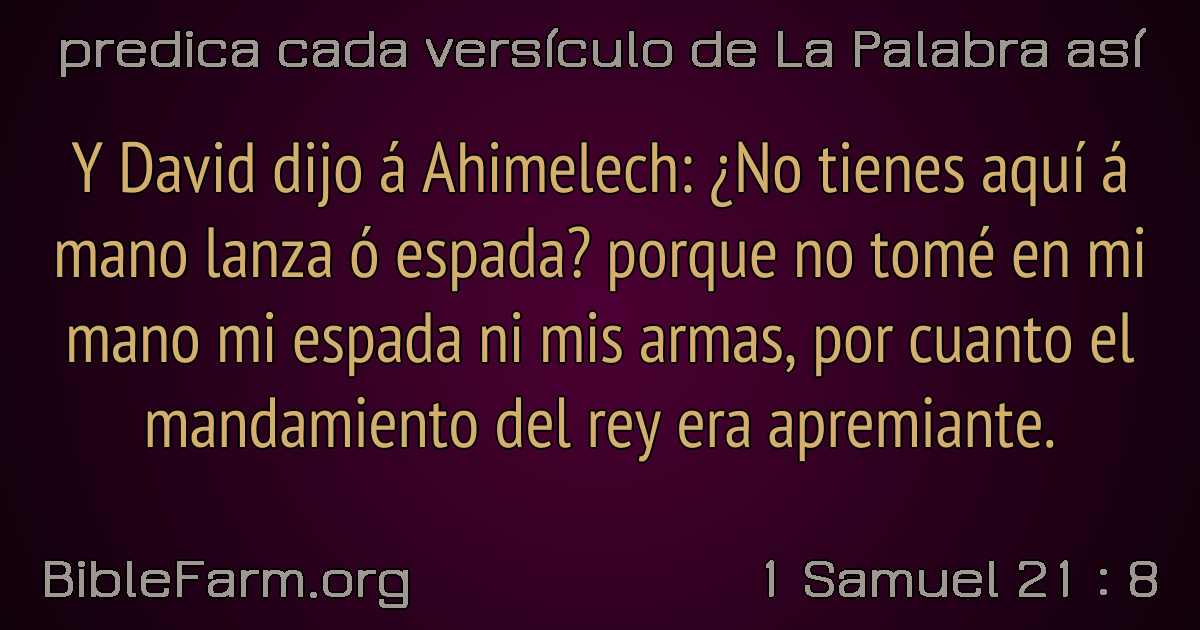 predica cada versículo de La Palabra así
Y David dijo á Ahimelech: ¿No tienes aquí á
mano lanza ó espada? porque no tomé en mi
mano mi espada ni mis armas, por cuanto el
mandamiento del rey era apremiante.
BibleFarm.org
1 Samuel 21 : 8